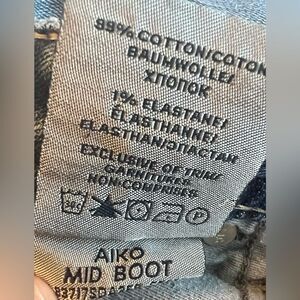 99% COTTON/COTON
BAUMWOLLE/
ХЛОПОК
1% ELASTANE/
ÉLASTHANNE/
ELASTHAN/ЭЛАСТАН
EXCLUSIVE OF TRIM/
GARNITURES
NON-COMPRISES.
AIKO
MID BOOT